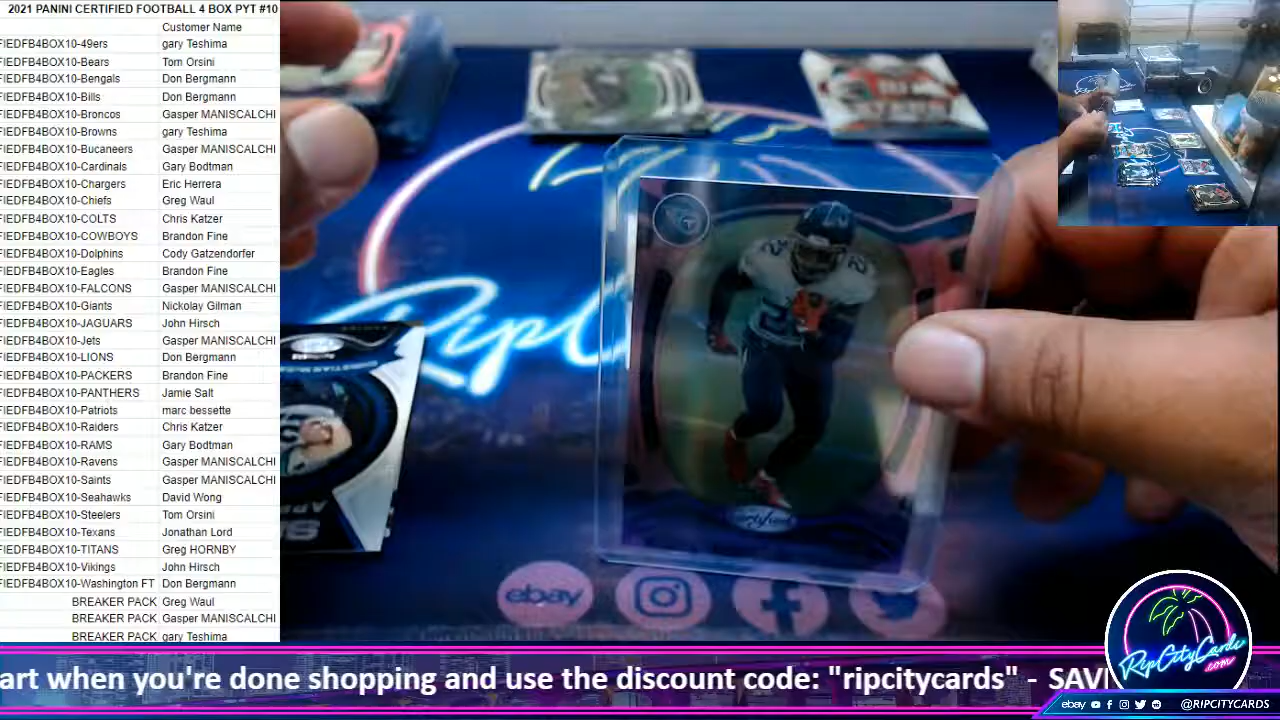 2021 PANINI CERTIFIED FOOTBALL 4 BOX PYT #10
Customer Name
FIEDFB4BOX10-49ers gary Teshima
FIEDFB4BOX10-Bears Tom Orsini
FIEDFB4BOX10-Bengals Don Bergmann
FIEDFB4BOX10-Bills Don Bergmann
FIEDFB4BOX10-Broncos Gasper MANISCALCHI
FIEDFB4BOX10-Browns gary Teshima
FIEDFB4BOX10-Bucaneers Gasper MANISCALCHI
FIEDFB4BOX10-Cardinals Gary Bodtman
FIEDFB4BOX10-Chargers Eric Herrera
FIEDFB4BOX10-Chiefs Greg Waul
FIEDFB4BOX10-COLTS Chris Katzer
FIEDFB4BOX10-COWBOYS Brandon Fine
FIEDFB4BOX10-Dolphins Cody Gatzendorfer
FIEDFB4BOX10-Eagles Brandon Fine
FIEDFB4BOX10-FALCONS Gasper MANISCALCHI
FIEDFB4BOX10-Giants Nickolay Gilman
FIEDFB4BOX10-JAGUARS John Hirsch
FIEDFB4BOX10-Jets Gasper MANISCALCHI
FIEDFB4BOX10-LIONS Don Bergmann
FIEDFB4BOX10-PACKERS Brandon Fine
FIEDFB4BOX10-PANTHERS Jamie Salt
FIEDFB4BOX10-Patriots marc bessette
FIEDFB4BOX10-Raiders Chris Katzer
FIEDFB4BOX10-RAMS Gary Bodtman
FIEDFB4BOX10-Ravens Gasper MANISCALCHI
FIEDFB4BOX10-Saints Gasper MANISCALCHI
FIEDFB4BOX10-Seahawks David Wong
FIEDFB4BOX10-Steelers Tom Orsini
FIEDFB4BOX10-Texans Jonathan Lord
FIEDFB4BOX10-TITANS Greg HORNBY
FIEDFB4BOX10-Vikings John Hirsch
FIEDFB4BOX10-Washington FT Don Bergmann
BREAKER PACK Greg Waul
BREAKER PACK Gasper MANISCALCHI
BREAKER PACK gary Teshima
RipC
Certified
ebay
art when you're done shopping and use the discount code: "ripcitycards" - SAVI
RipCityCards
.com
ebay @RIPCITYCARDS